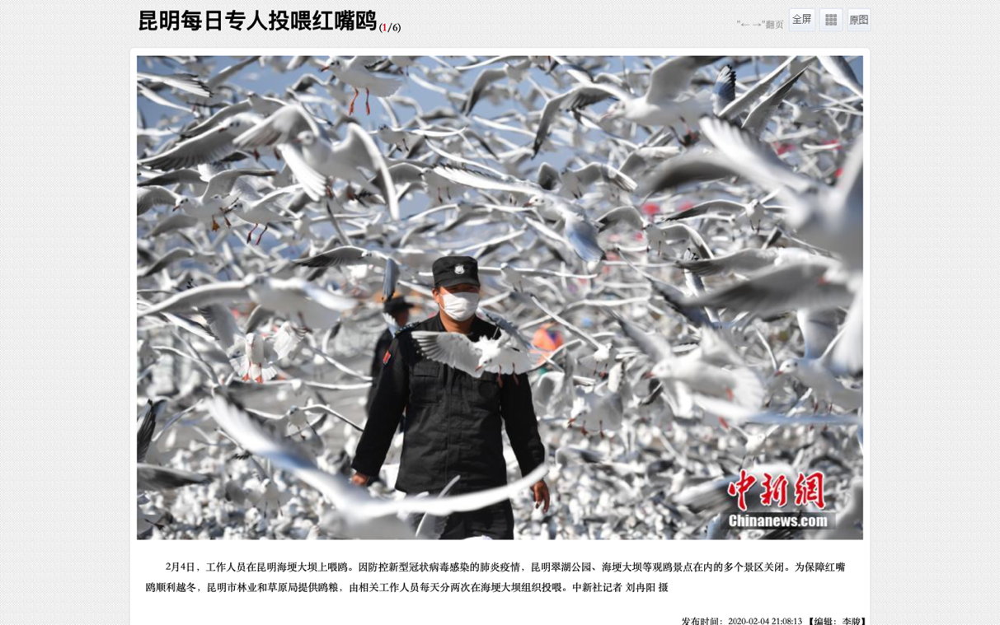 昆明每日专人投喂红嘴鸥(1/6)
"← →"翻页
全屏
原图
中新網
Chinanews.com
2月4日，工作人员在昆明海埂大坝上喂鸥。因防控新型冠状病毒感染的肺炎疫情，昆明翠湖公园、海埂大坝等观鸥景点在内的多个景区关闭。为保障红嘴
鸥顺利越冬，昆明市林业和草原局提供鸥粮，由相关工作人员每天分两次在海埂大坝组织投喂。中新社记者 刘冉阳 摄
发布时间：2020-02-04 21:08:13 【编辑：李骏】